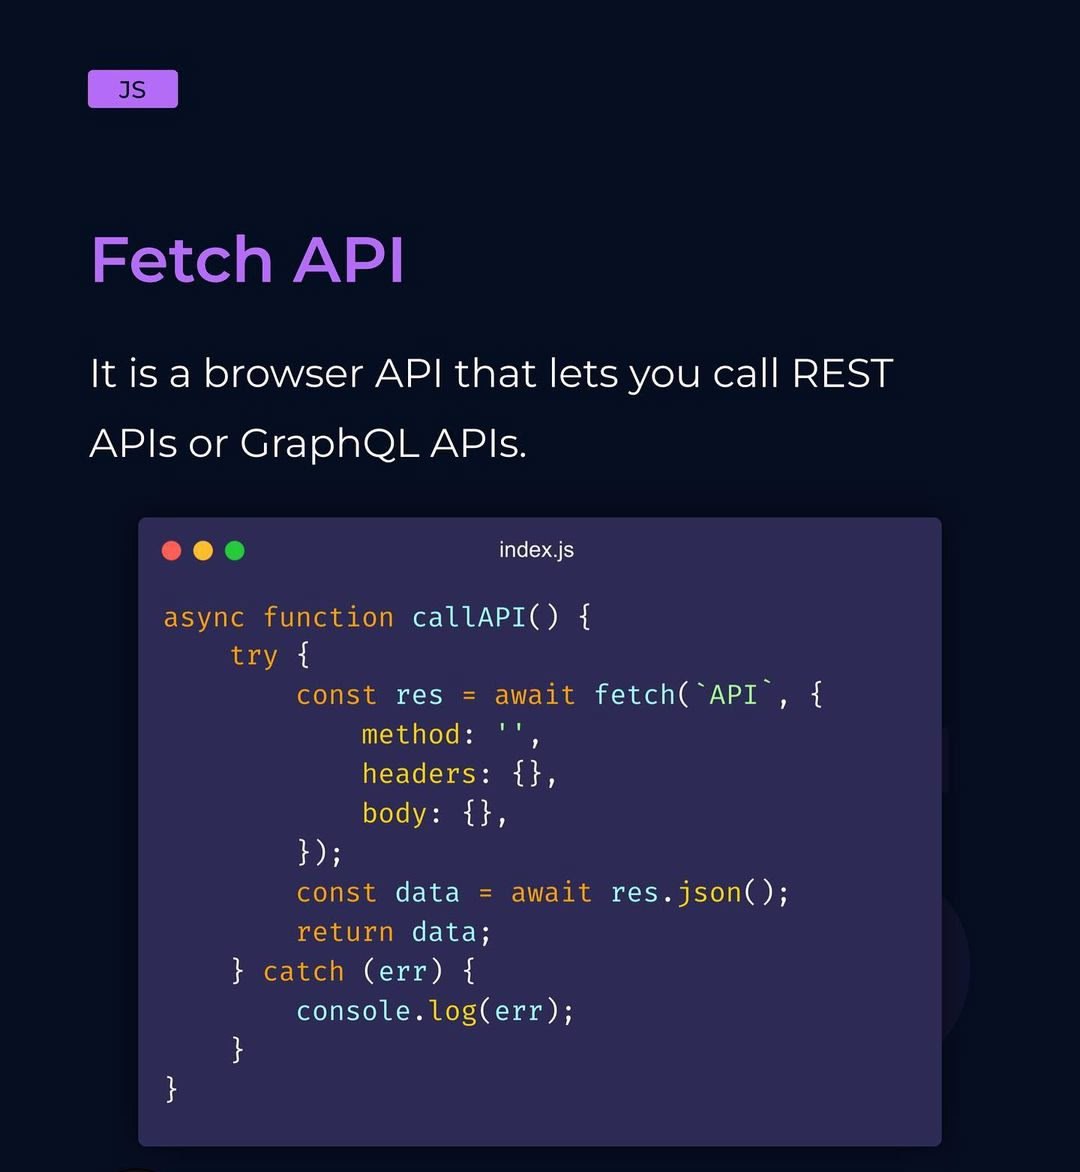 JS
Fetch API
It is a browser API that lets you call REST
APIs or GraphQL APIs.
index.js
async function callAPI() {
    try {
        const res = await fetch(`API`, {
            method: '',
            headers: {},
            body: {},
        });
        const data = await res.json();
        return data;
    } catch (err) {
        console.log(err);
    }
}